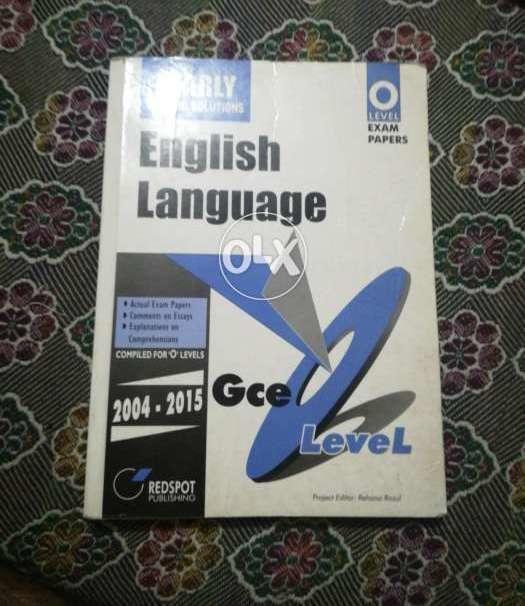 ARLY
SOLUTIONS
O
LEVEL
EXAM
PAPERS
English
Language
OLX
Actual Exam Papers
Comments on Essays
Explanations on
Comprehensions
COMPILED FOR 'O' LEVELS
2004 - 2015
Gce
LeveL
REDSPOT
PUBLISHING
Project Editor: Rehana Rasul